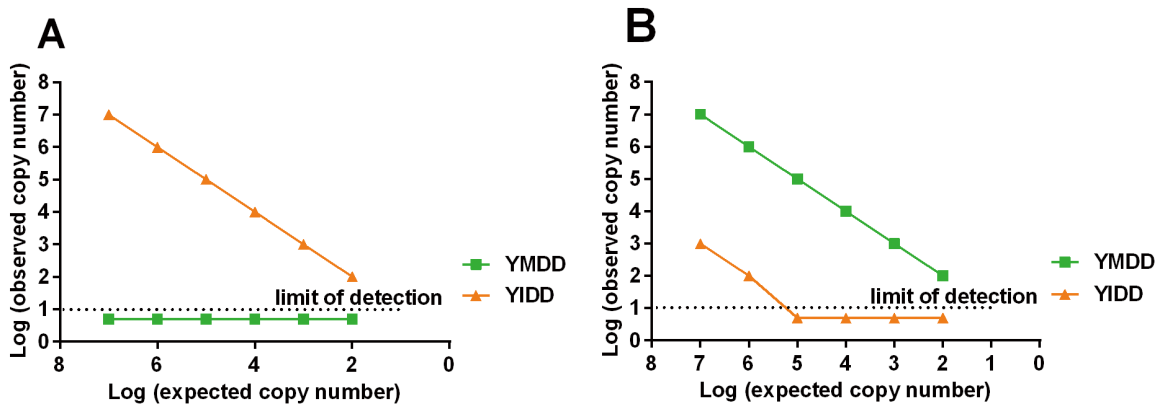 A
Log (observed copy number)
8
7
6
5
4
3
2
1
0
limit of detection
8 6 4 2 0
Log (expected copy number)
YMDD
YIDD
B
Log (observed copy number)
8
7
6
5
4
3
2
1
0
limit of detection
8 7 6 5 4 3 2 1 0
Log (expected copy number)
YMDD
YIDD